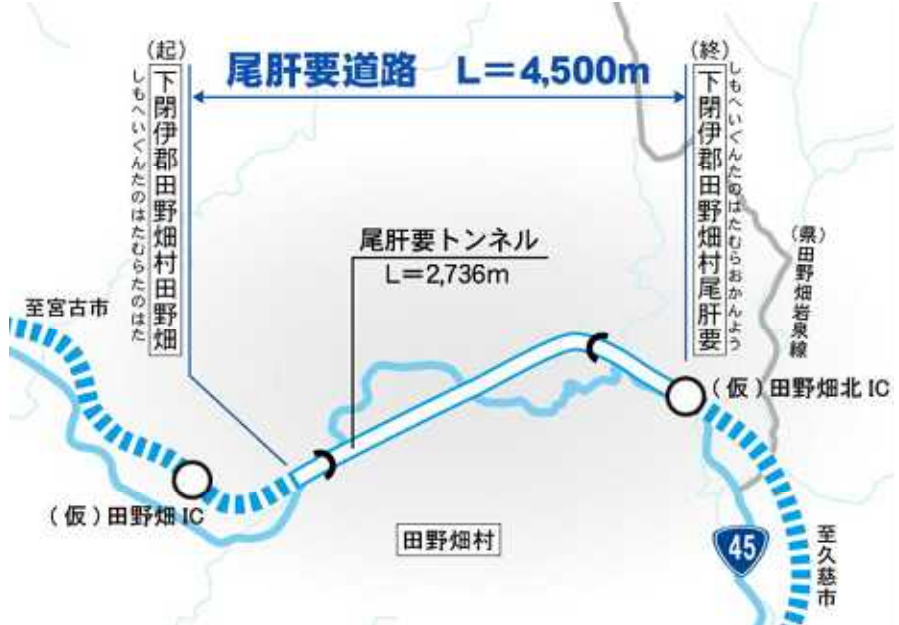 (起)
尾肝要道路 L=4,500m
(終)
下閉伊郡田野畑村田野畑
しもへいぐんたのはたむらたのはた
下閉伊郡田野畑村尾肝要
しもへいぐんたのはたむらおかんよう
尾肝要トンネル
L=2,736m
(県)田野畑岩泉線
至宮古市
(仮)田野畑北IC
(仮)田野畑IC
田野畑村
45
至久慈市